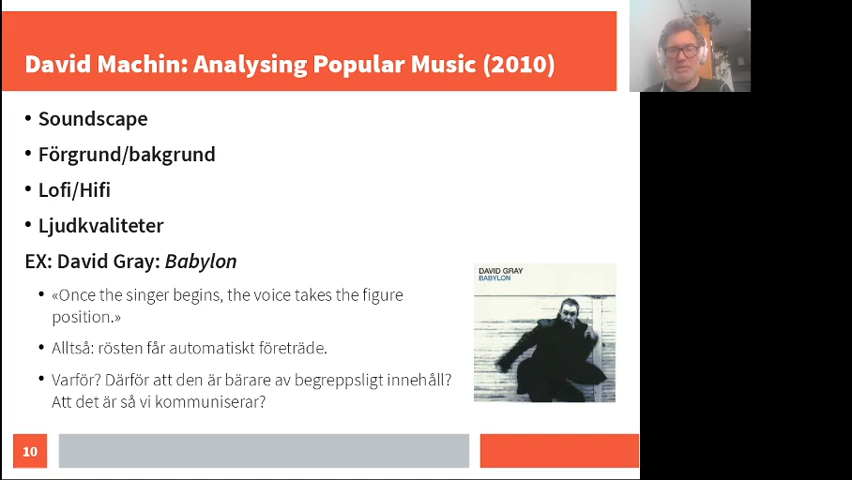 David Machin: Analysing Popular Music (2010)
• Soundscape
• Förgrund/bakgrund
• Lofi/Hifi
• Ljudkvaliteter
EX: David Gray: Babylon
• «Once the singer begins, the voice takes the figure
position.»
• Alltså: rösten får automatiskt företräde.
• Varför? Därför att den är bärare av begreppsligt innehåll?
Att det är så vi kommuniserar?
DAVID GRAY
BABYLON
10